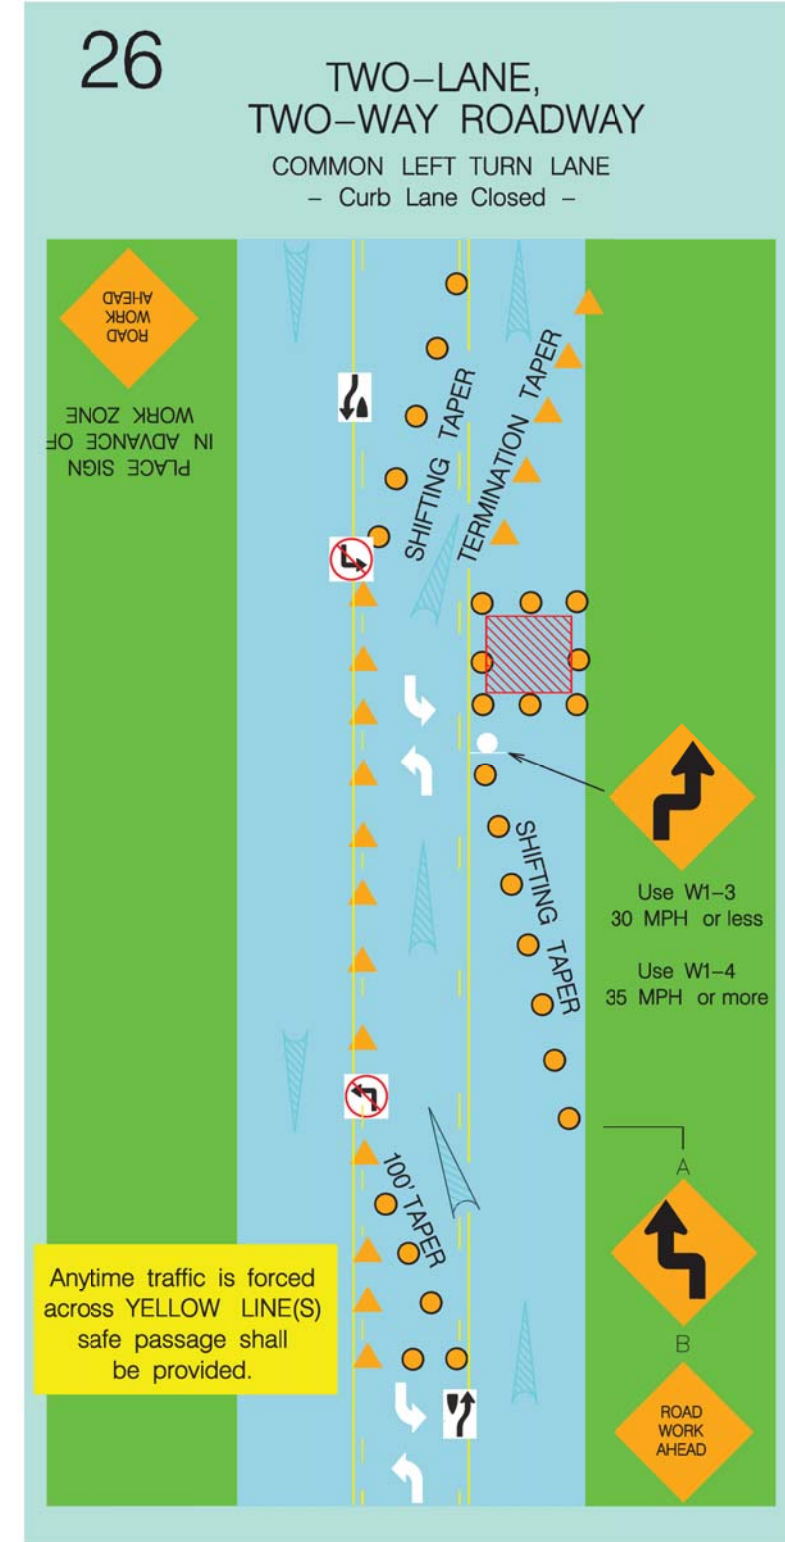 26
TWO-LANE,
TWO-WAY ROADWAY
COMMON LEFT TURN LANE
- Curb Lane Closed -
ROAD
WORK
AHEAD
PLACE SIGN
IN ADVANCE OF
WORK ZONE
SHIFTING TAPER
TERMINATION TAPER
SHIFTING TAPER
Use W1-3
30 MPH or less
Use W1-4
35 MPH or more
A
100' TAPER
B
Anytime traffic is forced
across YELLOW LINE(S)
safe passage shall
be provided.
ROAD
WORK
AHEAD